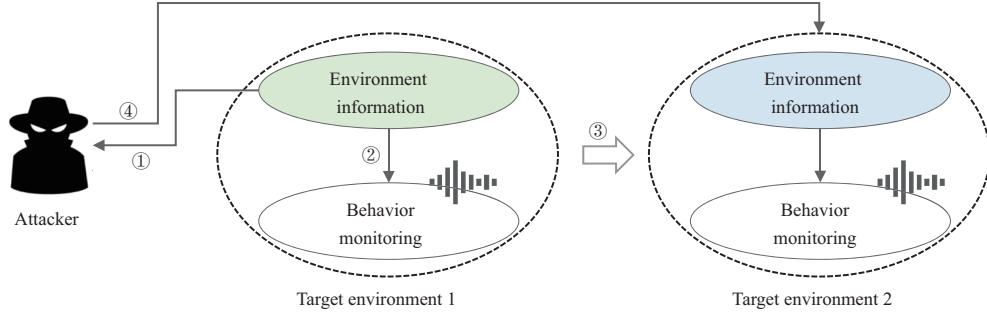 ④
①
Attacker
Environment
information
②
Behavior
monitoring
Target environment 1
③
Environment
information
Behavior
monitoring
Target environment 2